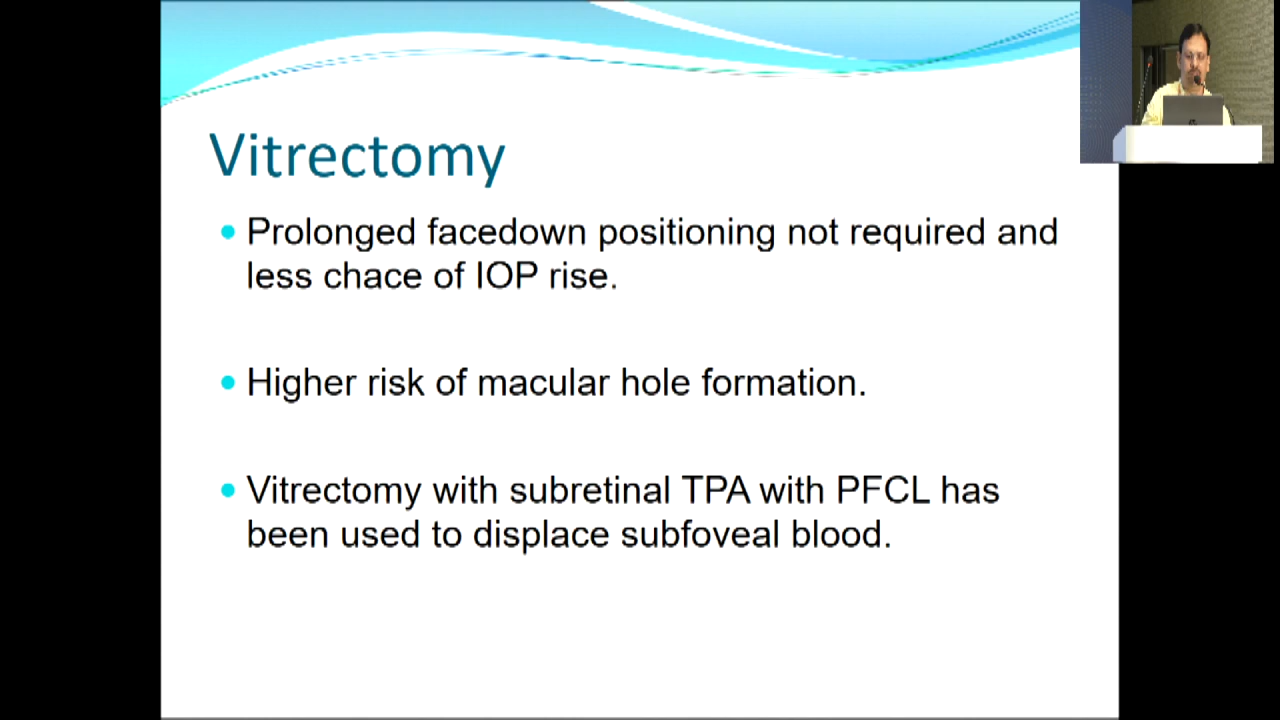 Vitrectomy
Prolonged facedown positioning not required and
less chace of IOP rise.
Higher risk of macular hole formation.
Vitrectomy with subretinal TPA with PFCL has
been used to displace subfoveal blood.